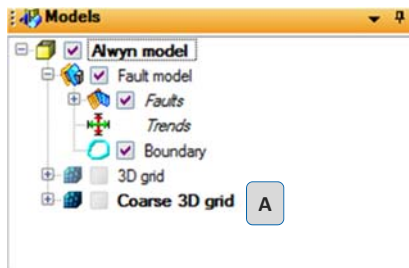 Models
Alwyn model
Fault model
Faults
Trends
Boundary
3D grid
Coarse 3D grid A